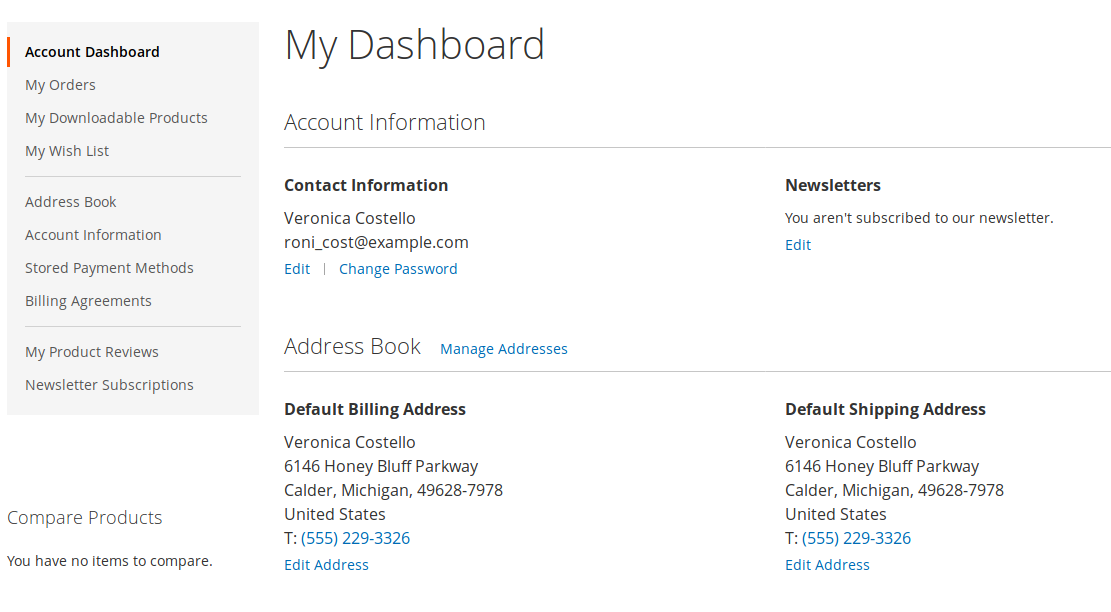 Account Dashboard
My Orders
My Downloadable Products
My Wish List
Address Book
Account Information
Stored Payment Methods
Billing Agreements
My Product Reviews
Newsletter Subscriptions
Compare Products
You have no items to compare.
My Dashboard
Account Information
Contact Information
Veronica Costello
roni_cost@example.com
Edit | Change Password
Newsletters
You aren't subscribed to our newsletter.
Edit
Address Book Manage Addresses
Default Billing Address
Veronica Costello
6146 Honey Bluff Parkway
Calder, Michigan, 49628-7978
United States
T: (555) 229-3326
Edit Address
Default Shipping Address
Veronica Costello
6146 Honey Bluff Parkway
Calder, Michigan, 49628-7978
United States
T: (555) 229-3326
Edit Address